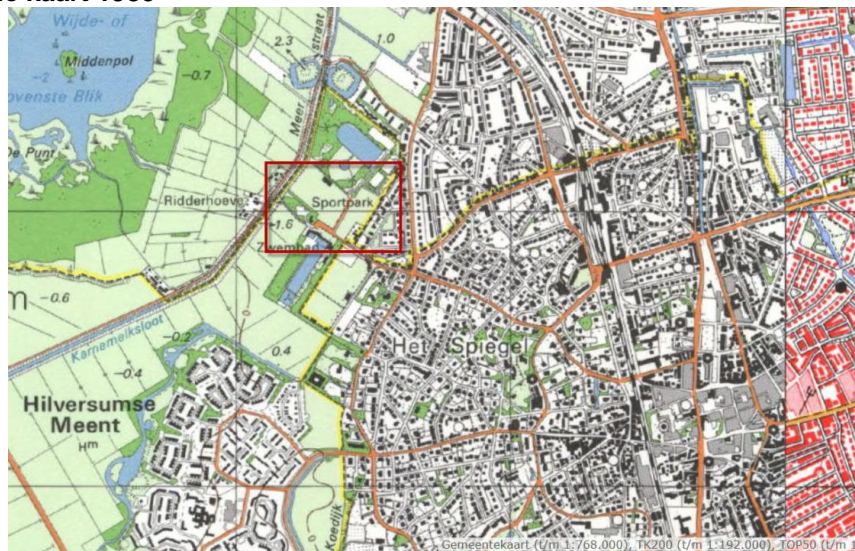 Wijde- of
Middenpol
-2
ovenste Blik
-0.7
2.3
Meer
straat
1.0
De Punt
Ridderhoeve
Sportpark
-1.6
Zwembad
m
-0.6
Karnemelksloot
-0.2
0.4
-0.4
Het Spiegel
Hilversumse
Meent
Hm
Koedijk
Gemeentekaart (t/m 1:768.000), TK200 (t/m 1:192.000), TOP50 (t/m 1